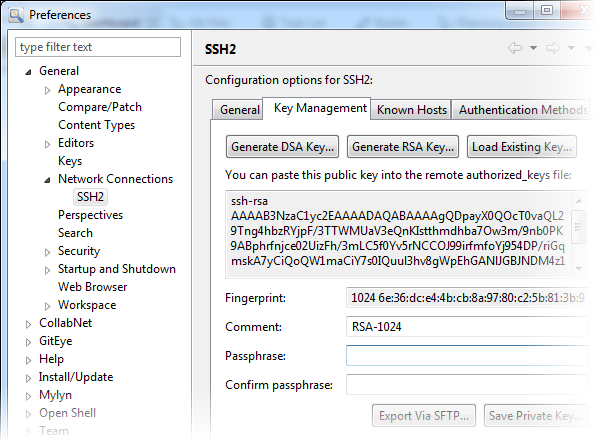 Preferences
type filter text
SSH2
General
Appearance
Compare/Patch
Content Types
Editors
Keys
Network Connections
SSH2
Perspectives
Search
Security
Startup and Shutdown
Web Browser
Workspace
CollabNet
GitEye
Help
Install/Update
Mylyn
Open Shell
Team
Configuration options for SSH2:
General Key Management Known Hosts Authentication Methods
Generate DSA Key... Generate RSA Key... Load Existing Key...
You can paste this public key into the remote authorized_keys file:
ssh-rsa
AAAAB3NzaC1yc2EAAAADAQABAAAAgQDpayX0QOcT0vaQL2
9Tng4hbzRYjpF/3TTWMUaV3eQnKIstthmdhba7Ow3m/9nb0PK
9ABphrfnjce02UizFh/3mLC5f0Yv5rNCCOJ99irfmfoYj954DP/riGq
mskA7yCiQoQW1maCiY7s0IQuuI3hv8gWpEhGANIJGBJNDM4z1
Fingerprint: 1024 6e:36:dc:e4:4b:cb:8a:97:80:c2:5b:81:3b:9
Comment: RSA-1024
Passphrase:
Confirm passphrase:
Export Via SFTP... Save Private Key...